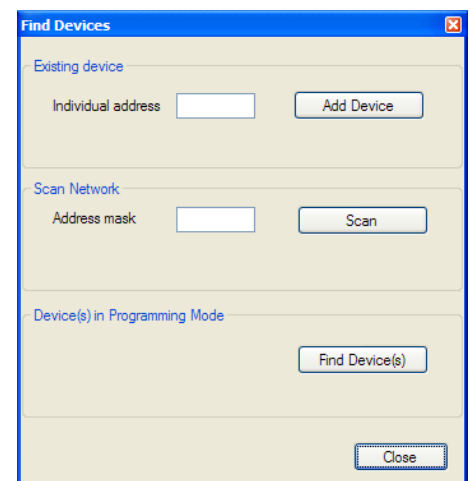 Find Devices
Existing device
Individual address
Add Device
Scan Network
Address mask
Scan
Device(s) in Programming Mode
Find Device(s)
Close